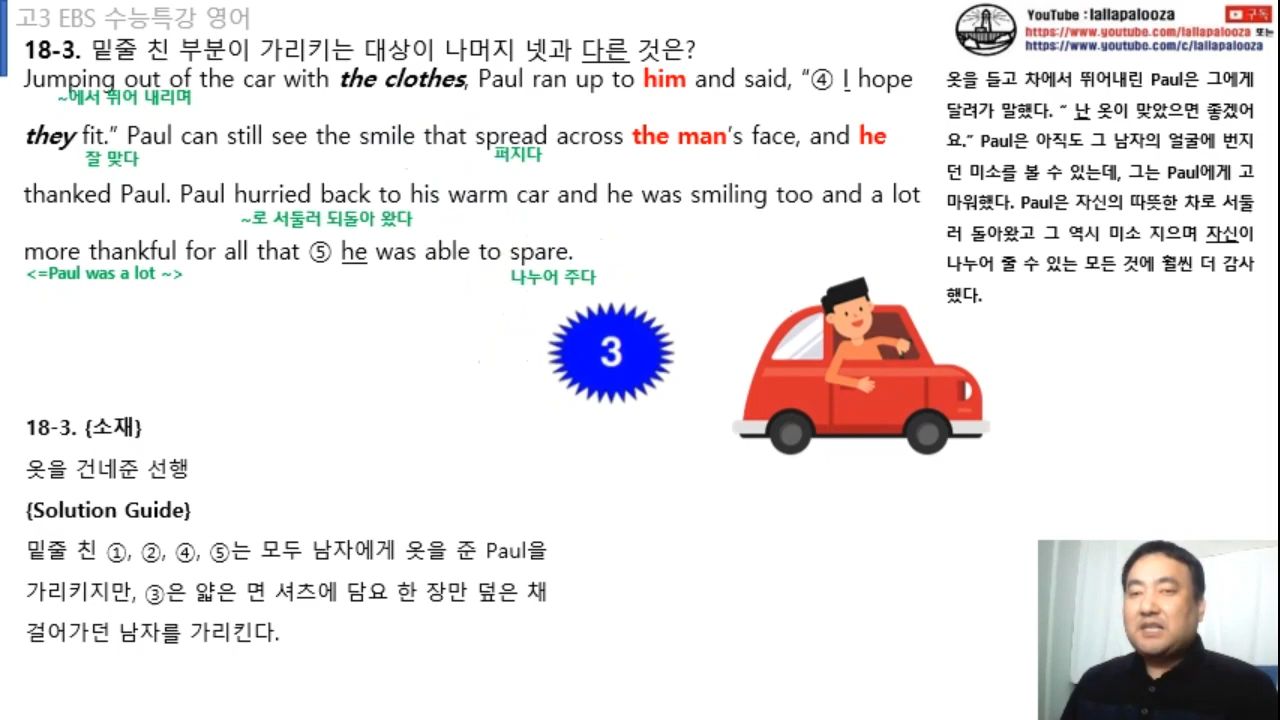 고3 EBS 수능특강 영어
YouTube : lallapalooza 구독
https://www.youtube.com/lallapalooza 또는
https://www.youtube.com/c/lallapalooza
18-3. 밑줄 친 부분이 가리키는 대상이 나머지 넷과 다른 것은?
Jumping out of the car with the clothes, Paul ran up to him and said, “④ I hope
~에서 뛰어 내리며
they fit.” Paul can still see the smile that spread across the man’s face, and he
잘 맞다 퍼지다
thanked Paul. Paul hurried back to his warm car and he was smiling too and a lot
~로 서둘러 되돌아 왔다
more thankful for all that ⑤ he was able to spare.
<=Paul was a lot ~> 나누어 주다
옷을 들고 차에서 뛰어내린 Paul은 그에게
달려가 말했다. “ 난 옷이 맞았으면 좋겠어
요.” Paul은 아직도 그 남자의 얼굴에 번지
던 미소를 볼 수 있는데, 그는 Paul에게 고
마워했다. Paul은 자신의 따뜻한 차로 서둘
러 돌아왔고 그 역시 미소 지으며 자신이
나누어 줄 수 있는 모든 것에 훨씬 더 감사
했다.
3
18-3. {소재}
옷을 건네준 선행
{Solution Guide}
밑줄 친 ①, ②, ④, ⑤는 모두 남자에게 옷을 준 Paul을
가리키지만, ③은 얇은 면 셔츠에 담요 한 장만 덮은 채
걸어가던 남자를 가리킨다.